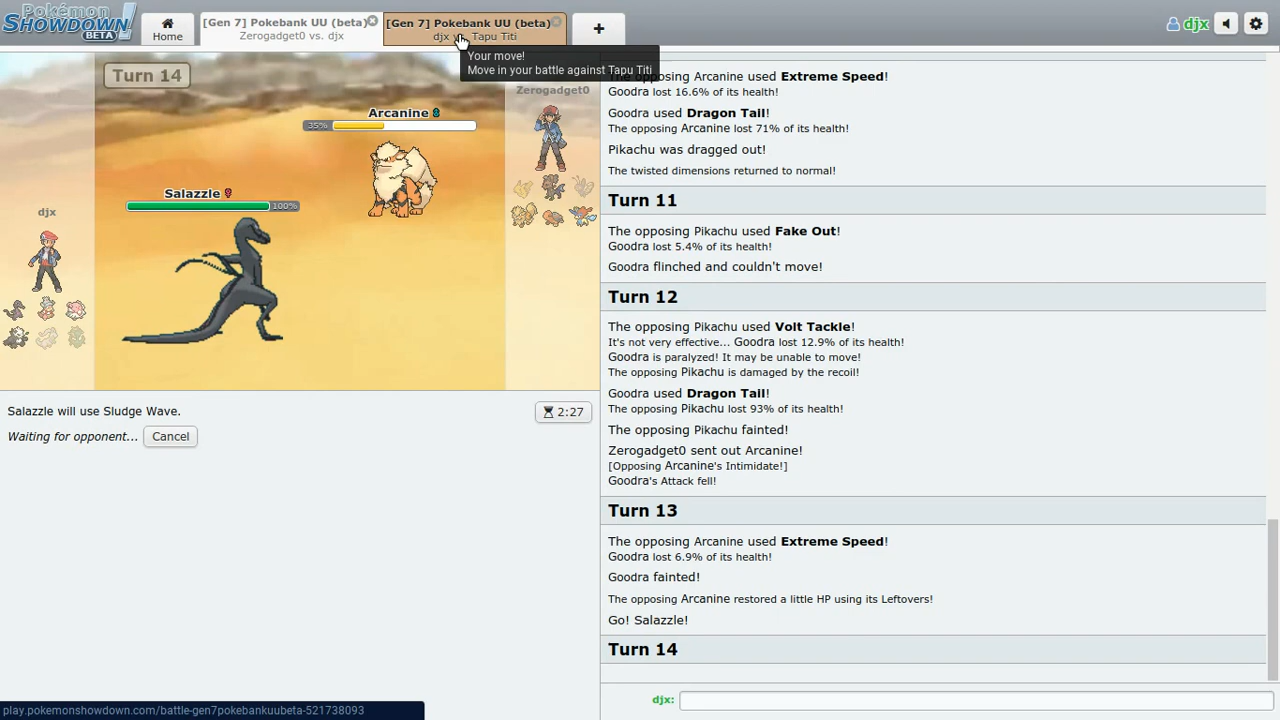 Pokémon
SHOWDOWN!
BETA
Home
[Gen 7] Pokebank UU (beta)
Zerogadget0 vs. djx
[Gen 7] Pokebank UU (beta)
djx vs. Tapu Titi
+
djx
Your move!
Move in your battle against Tapu Titi
Turn 14
Zerogadget0
Arcanine
35%
Salazzle
100%
djx
Salazzle will use Sludge Wave.
2:27
Waiting for opponent...
Cancel
The opposing Arcanine used Extreme Speed!
Goodra lost 16.6% of its health!
Goodra used Dragon Tail!
The opposing Arcanine lost 71% of its health!
Pikachu was dragged out!
The twisted dimensions returned to normal!
Turn 11
The opposing Pikachu used Fake Out!
Goodra lost 5.4% of its health!
Goodra flinched and couldn't move!
Turn 12
The opposing Pikachu used Volt Tackle!
It's not very effective... Goodra lost 12.9% of its health!
Goodra is paralyzed! It may be unable to move!
The opposing Pikachu is damaged by the recoil!
Goodra used Dragon Tail!
The opposing Pikachu lost 93% of its health!
The opposing Pikachu fainted!
Zerogadget0 sent out Arcanine!
[Opposing Arcanine's Intimidate!]
Goodra's Attack fell!
Turn 13
The opposing Arcanine used Extreme Speed!
Goodra lost 6.9% of its health!
Goodra fainted!
The opposing Arcanine restored a little HP using its Leftovers!
Go! Salazzle!
Turn 14
djx:
play.pokemonshowdown.com/battle-gen7pokebankuubeta-521738093